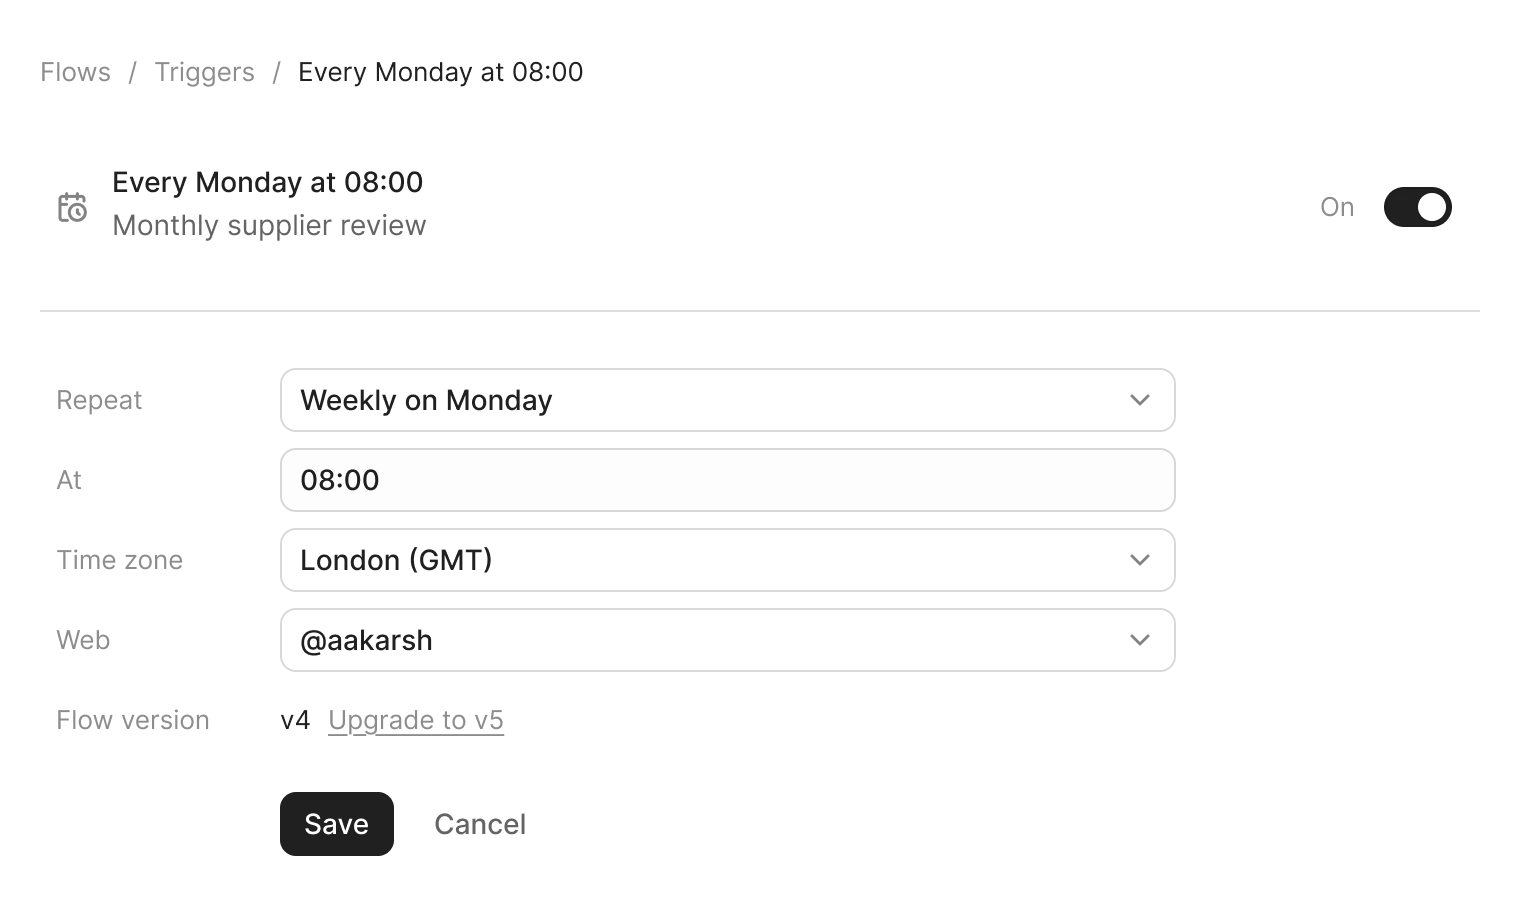 Flows / Triggers / Every Monday at 08:00
Every Monday at 08:00
Monthly supplier review
On
Repeat
Weekly on Monday
At
08:00
Time zone
London (GMT)
Web
@aakarsh
Flow version
v4 Upgrade to v5
Save
Cancel